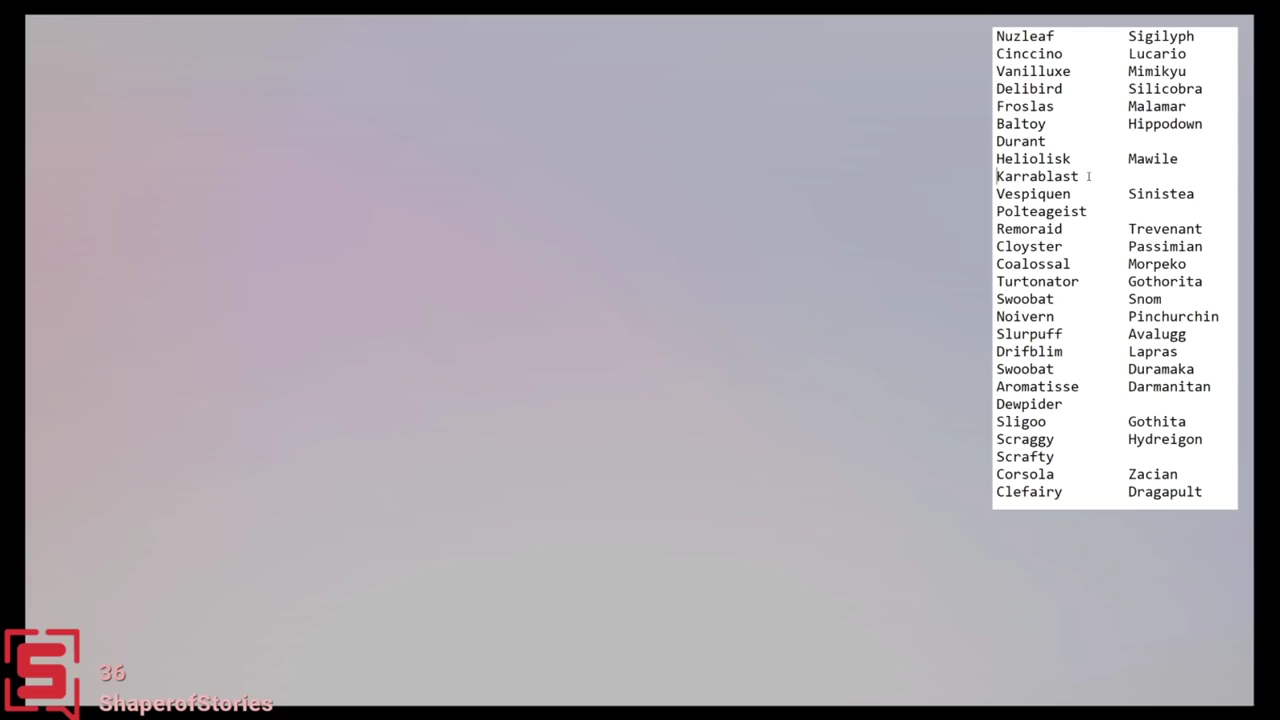 Nuzleaf Sigilyph
Cinccino Lucario
Vanilluxe Mimikyu
Delibird Silicobra
Froslas Malamar
Baltoy Hippodown
Durant
Heliolisk Mawile
Karrablast
Vespiquen Sinistea
Polteageist
Remoraid Trevenant
Cloyster Passimian
Coalossal Morpeko
Turtonator Gothorita
Swoobat Snom
Noivern Pinchurchin
Slurpuff Avalugg
Drifblim Lapras
Swoobat Duramaka
Aromatisse Darmanitan
Dewpider
Sligoo Gothita
Scraggy Hydreigon
Scrafty
Corsola Zacian
Clefairy Dragapult
S
36
ShaperofStories